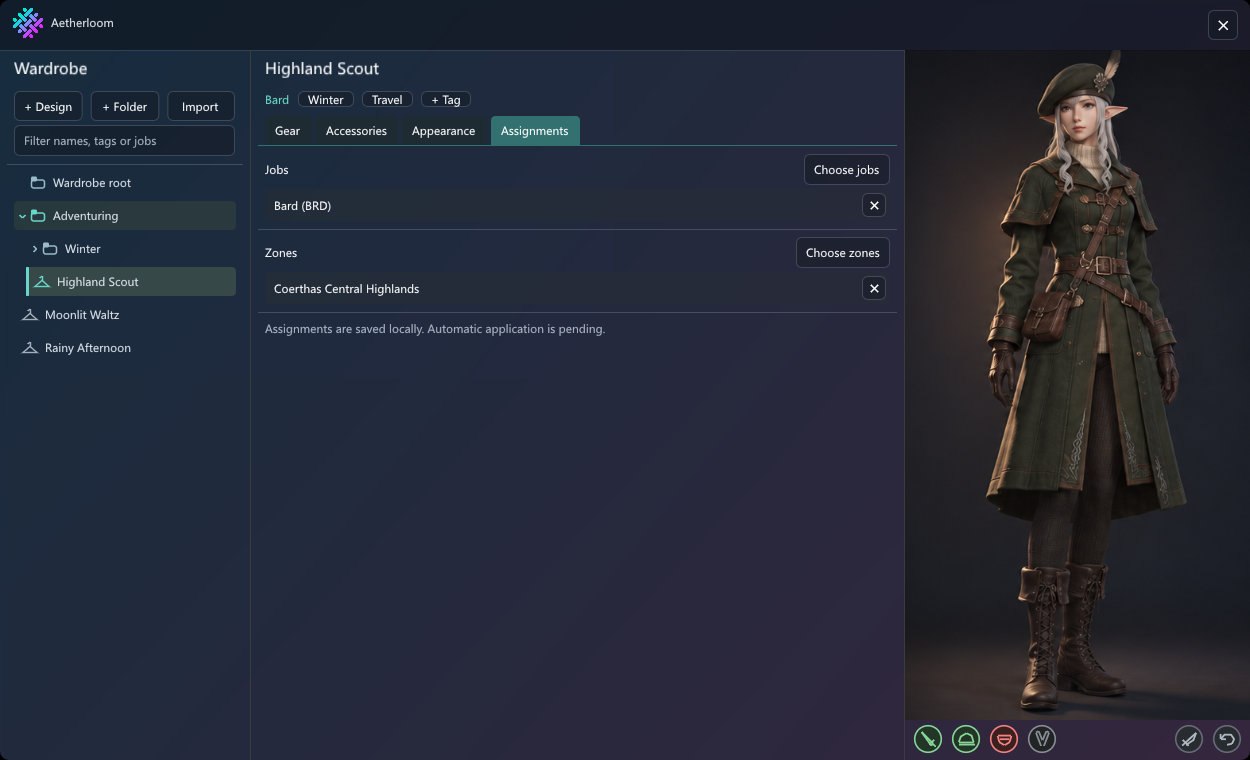 Aetherloom
Wardrobe
+ Design
+ Folder
Import
Filter names, tags or jobs
Wardrobe root
Adventuring
Winter
Highland Scout
Moonlit Waltz
Rainy Afternoon
Highland Scout
Bard Winter Travel + Tag
Gear Accessories Appearance Assignments
Jobs
Choose jobs
Bard (BRD)
Zones
Choose zones
Coerthas Central Highlands
Assignments are saved locally. Automatic application is pending.